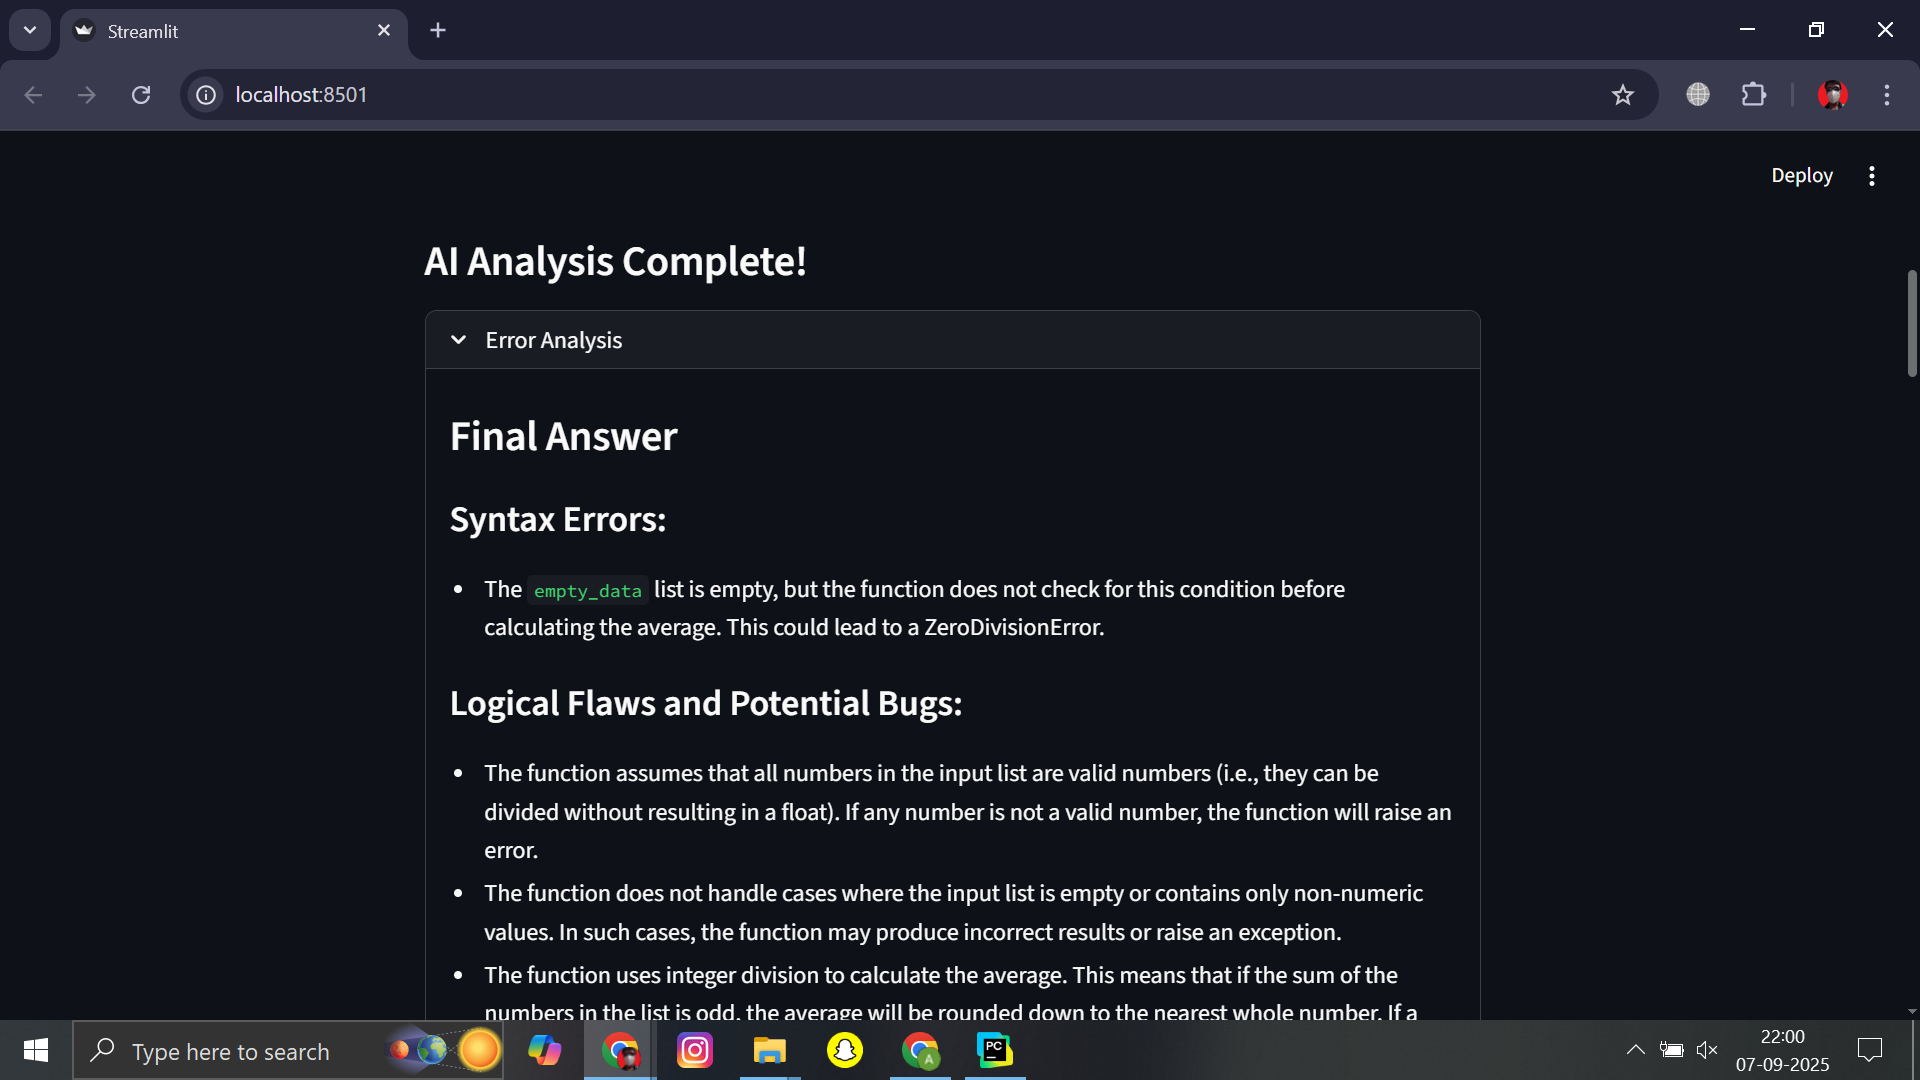 Streamlit
localhost:8501
Deploy
AI Analysis Complete!
Error Analysis
Final Answer
Syntax Errors:
The empty_data list is empty, but the function does not check for this condition before
calculating the average. This could lead to a ZeroDivisionError.
Logical Flaws and Potential Bugs:
The function assumes that all numbers in the input list are valid numbers (i.e., they can be
divided without resulting in a float). If any number is not a valid number, the function will raise an
error.
The function does not handle cases where the input list is empty or contains only non-numeric
values. In such cases, the function may produce incorrect results or raise an exception.
The function uses integer division to calculate the average. This means that if the sum of the
numbers in the list is odd, the average will be rounded down to the nearest whole number. If a
Type here to search
A
PC
22:00
07-09-2025